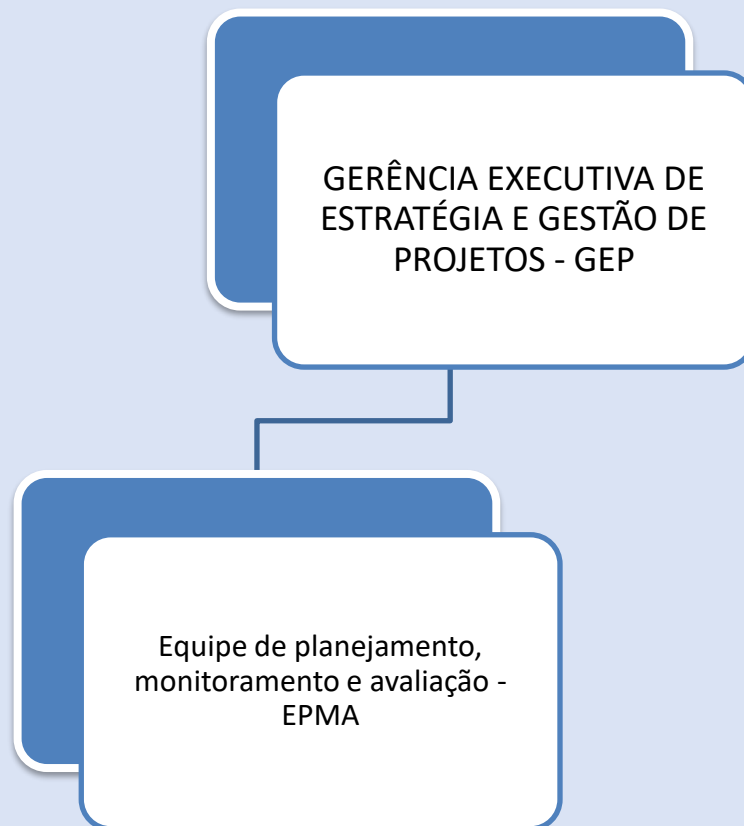 GERÊNCIA EXECUTIVA DE
ESTRATÉGIA E GESTÃO DE
PROJETOS - GEP
Equipe de planejamento,
monitoramento e avaliação -
EPMA